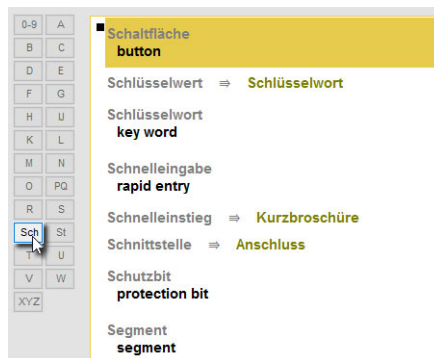 0-9 A
B C
D E
F G
H IJ
K L
M N
O PQ
R S
Sch St
T U
V W
XYZ
Schaltfläche
button
Schlüsselwert ⇒ Schlüsselwort
Schlüsselwort
key word
Schnelleingabe
rapid entry
Schnelleinstieg ⇒ Kurzbroschüre
Schnittstelle ⇒ Anschluss
Schutzbit
protection bit
Segment
segment